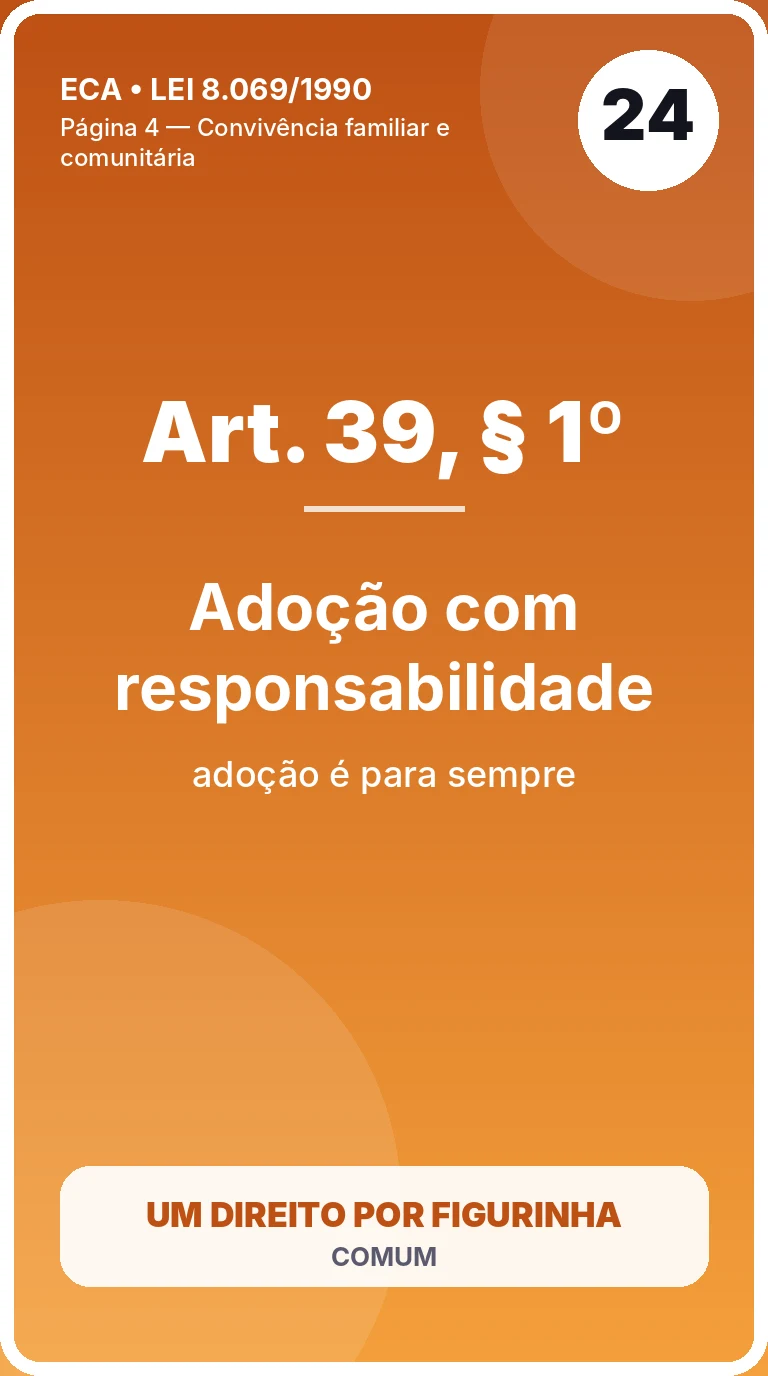 ECA • LEI 8.069/1990
Página 4 — Convivência familiar e
comunitária
24
Art. 39, § 1º
Adoção com
responsabilidade
adoção é para sempre
UM DIREITO POR FIGURINHA
COMUM